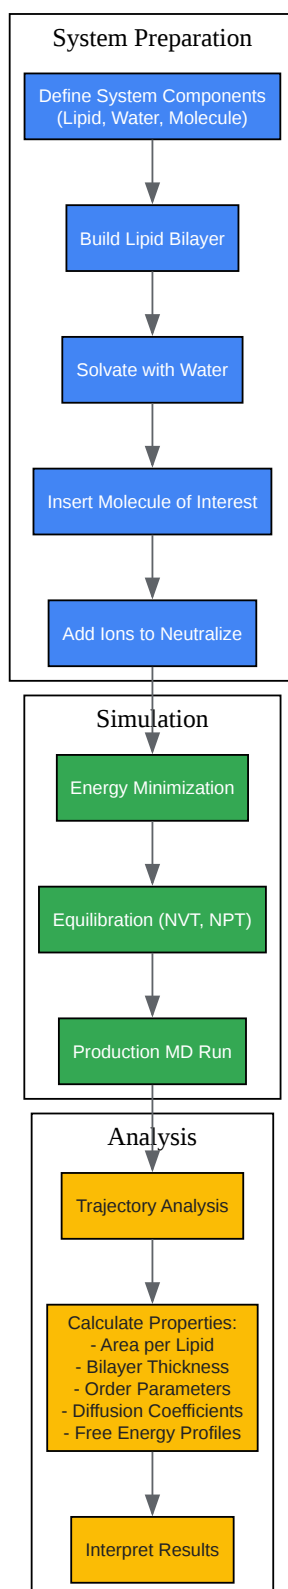 System Preparation
Define System Components
(Lipid, Water, Molecule)
Build Lipid Bilayer
Solvate with Water
Insert Molecule of Interest
Add Ions to Neutralize
Simulation
Energy Minimization
Equilibration (NVT, NPT)
Production MD Run
Analysis
Trajectory Analysis
Calculate Properties:
- Area per Lipid
- Bilayer Thickness
- Order Parameters
- Diffusion Coefficients
- Free Energy Profiles
Interpret Results